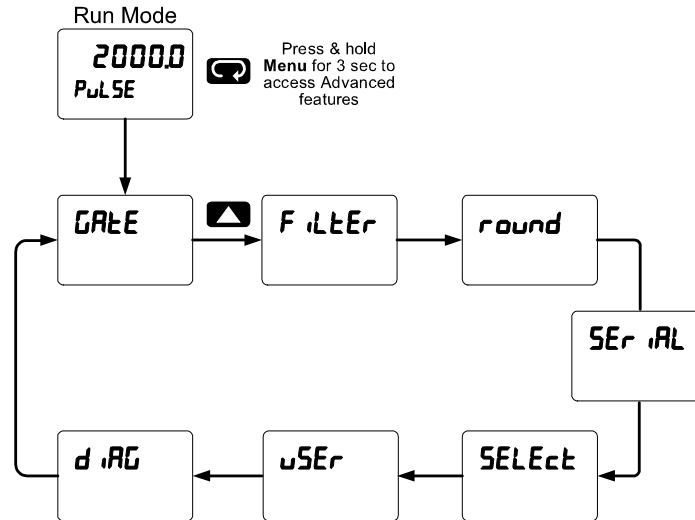 Run Mode
2000.0
PuLSE
Press & hold
Menu for 3 sec to
access Advanced
features
GAtE
FiLtEr
round
SEriAL
diAG
uSEr
SELEct